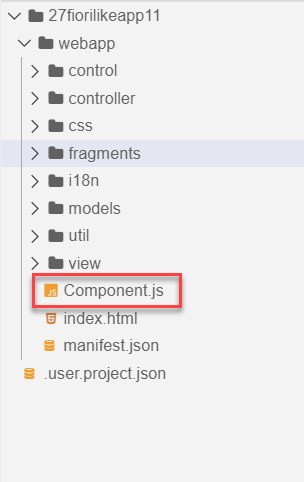 27fiorilikeapp11
webapp
control
controller
css
fragments
i18n
models
util
view
JS Component.js
index.html
manifest.json
.user.project.json